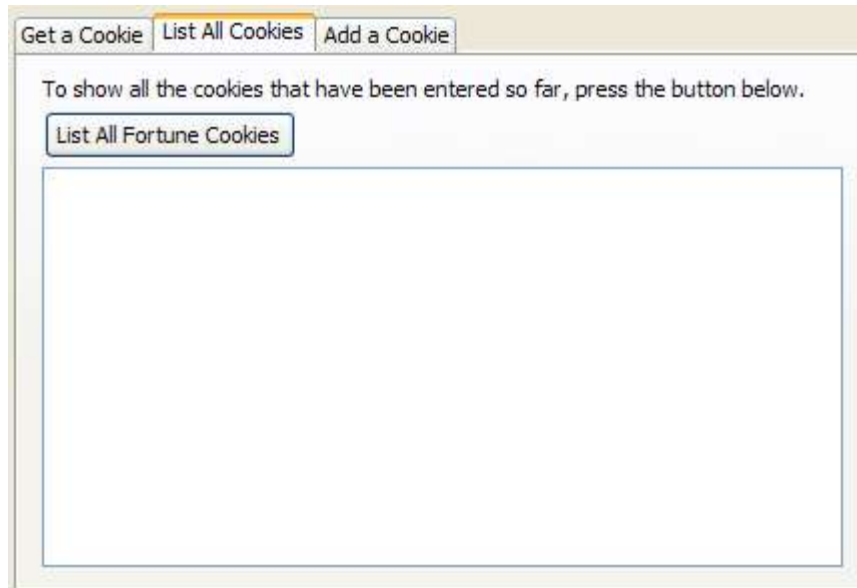 Get a Cookie List All Cookies Add a Cookie
To show all the cookies that have been entered so far, press the button below.
List All Fortune Cookies